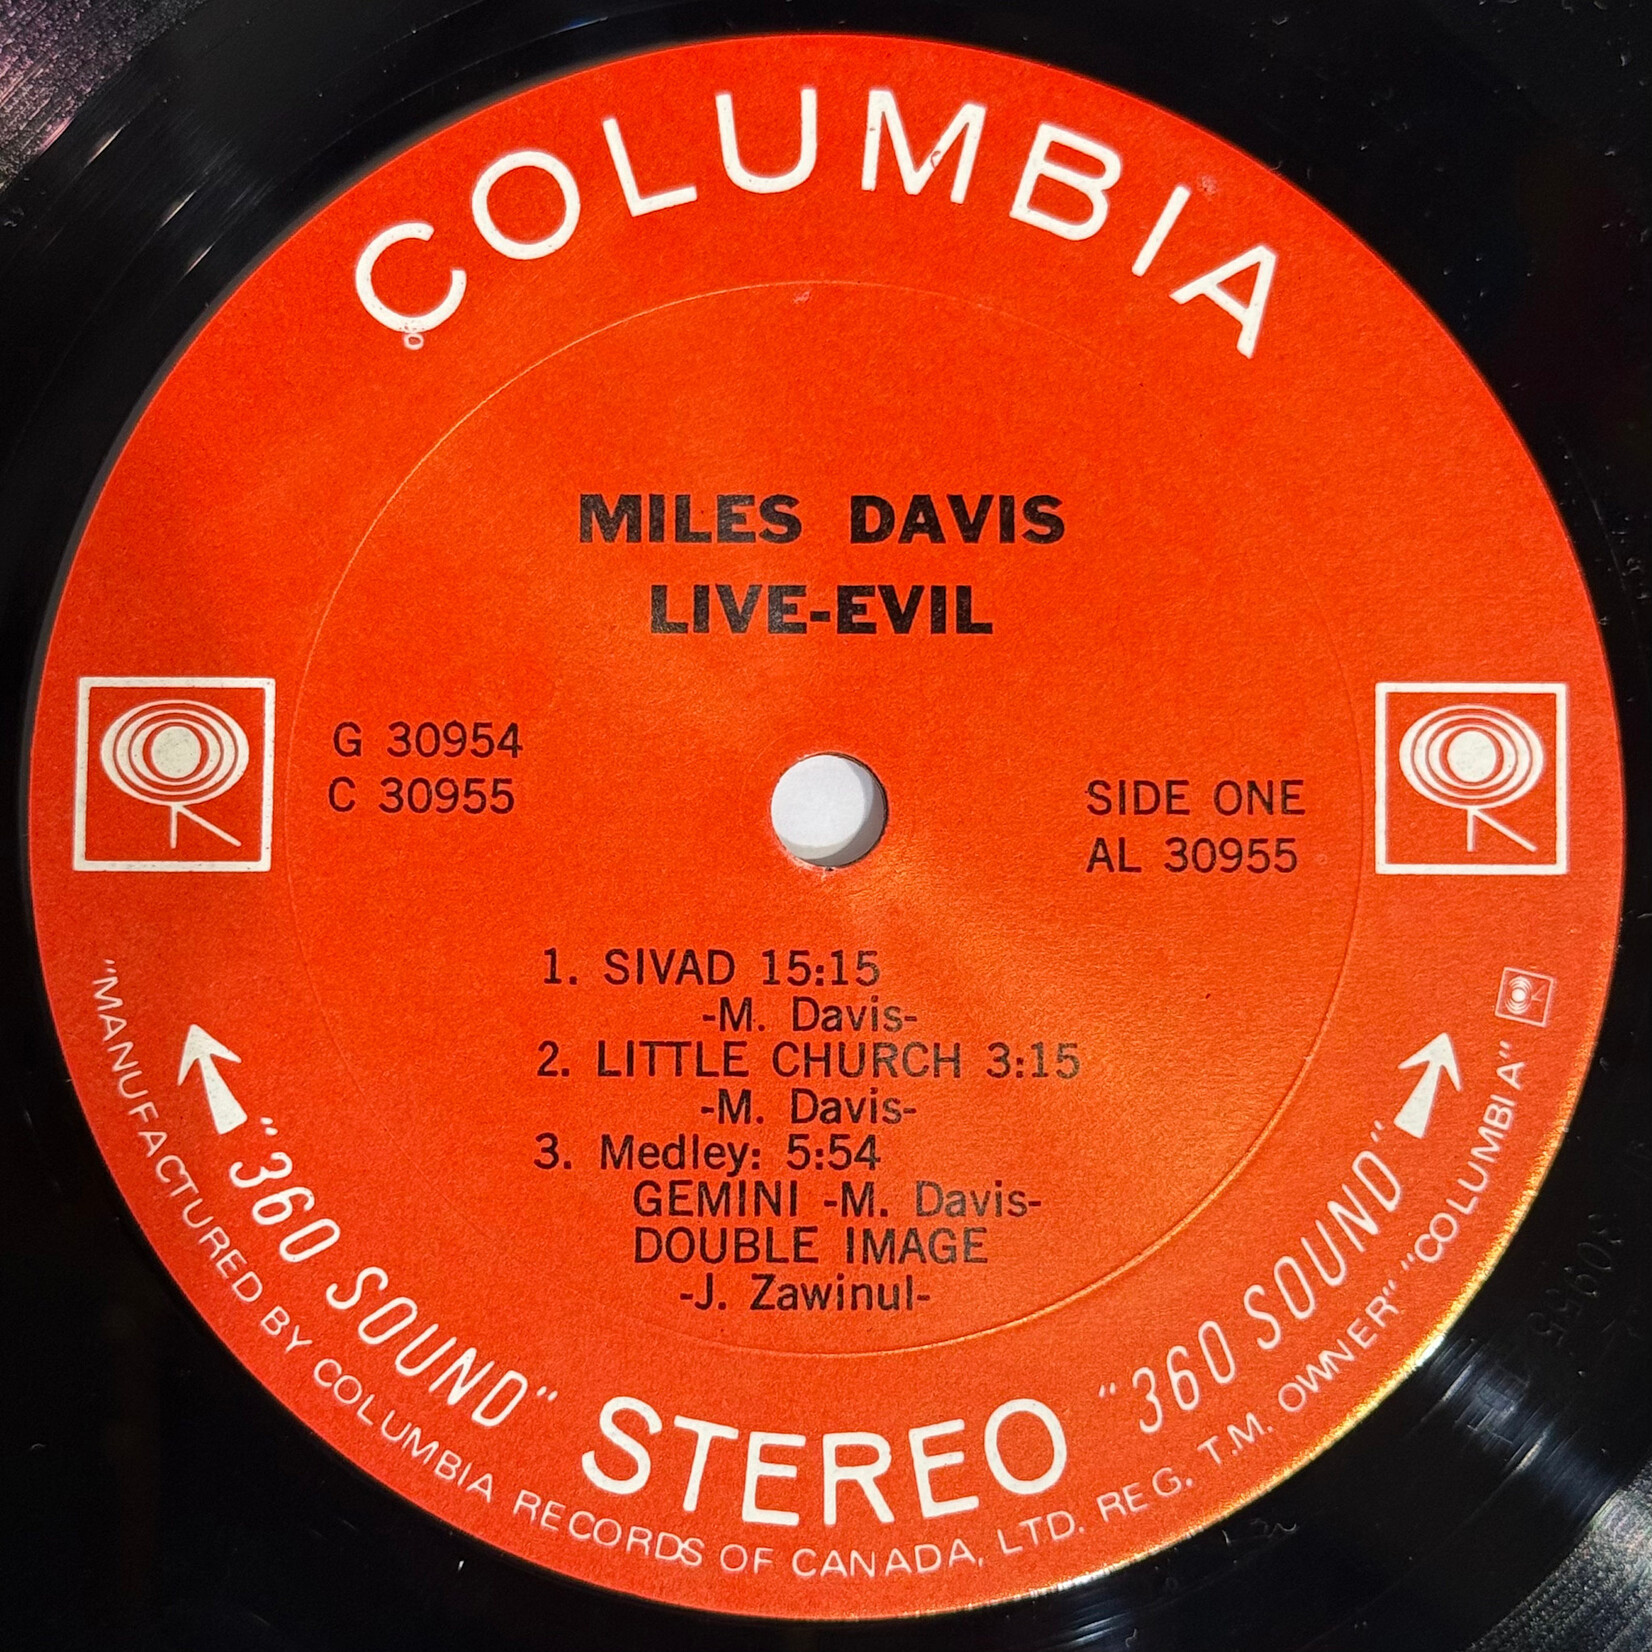 COLUMBIA
MILES DAVIS
LIVE-EVIL
G 30954
C 30955
SIDE ONE
AL 30955
1. SIVAD 15:15
-M. Davis-
2. LITTLE CHURCH 3:15
-M. Davis-
3. Medley: 5:54
GEMINI -M. Davis-
DOUBLE IMAGE
-J. Zawinul-
"360 SOUND" STEREO "360 SOUND"
"MANUFACTURED BY COLUMBIA RECORDS OF CANADA, LTD. REG. T.M. OWNER" "COLUMBIA"